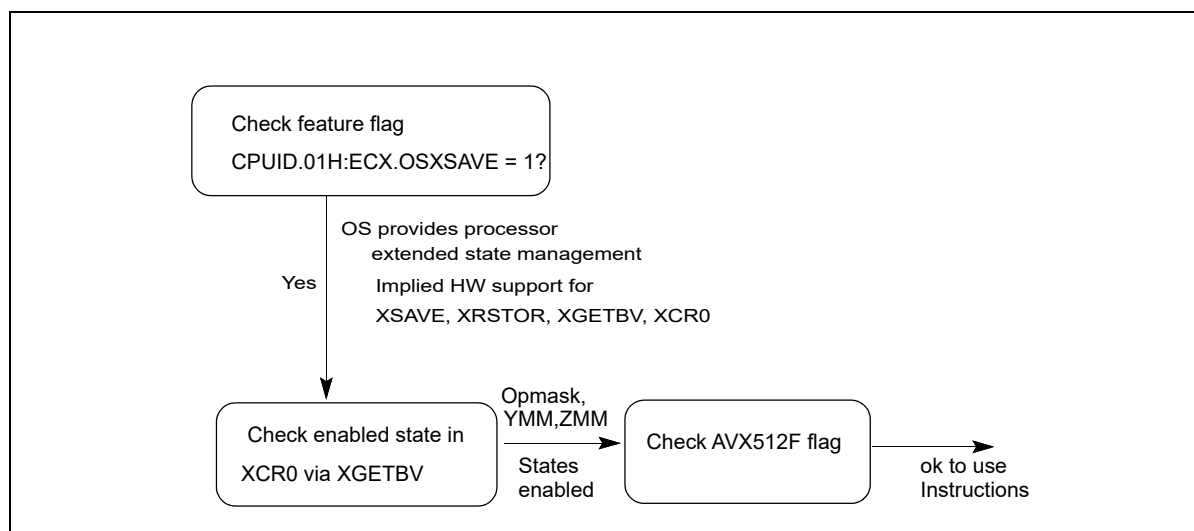 Check feature flag
CPUID.01H:ECX.OSXSAVE = 1?
OS provides processor
extended state management
Yes
Implied HW support for
XSAVE, XRSTOR, XGETBV, XCR0
Check enabled state in
XCR0 via XGETBV
Opmask,
YMM,ZMM
States
enabled
Check AVX512F flag
ok to use
Instructions